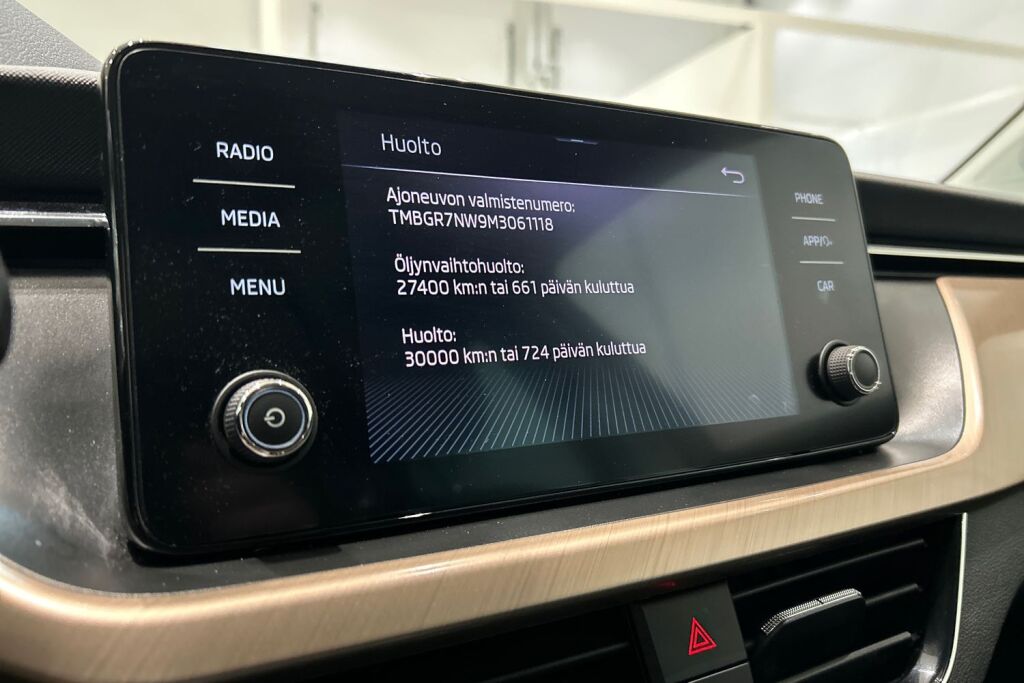 RADIO
MEDIA
MENU
Huolto
Ajoneuvon valmistenumero:
TMBGR7NW9M3061118
Öljynvaihtohuolto:
27400 km:n tai 661 päivän kuluttua
Huolto:
30000 km:n tai 724 päivän kuluttua
PHONE
APP/
CAR